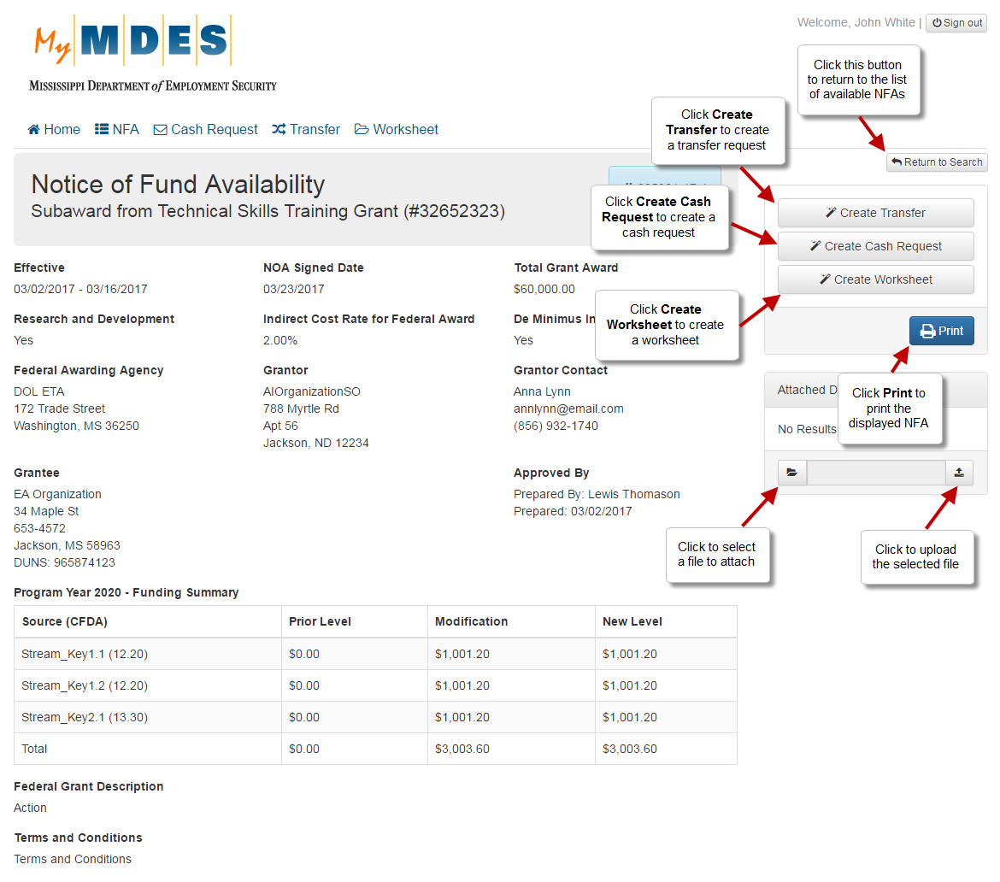 My MDES
Mississippi Department of Employment Security
Welcome, John White | Sign out
Click this button
to return to the list
of available NFAs
Home NFA Cash Request Transfer Worksheet
Click Create
Transfer to create
a transfer request
Return to Search
Notice of Fund Availability
Subaward from Technical Skills Training Grant (#32652323)
Click Create Cash
Request to create a
cash request
Create Transfer
Create Cash Request
Create Worksheet
Click Create
Worksheet to create
a worksheet
Print
Click Print to
print the
displayed NFA
Effective
03/02/2017 - 03/16/2017
NOA Signed Date
03/23/2017
Total Grant Award
$60,000.00
Research and Development
Yes
Indirect Cost Rate for Federal Award
2.00%
De Minimus In
Yes
Federal Awarding Agency
DOL ETA
172 Trade Street
Washington, MS 36250
Grantor
AIOrganizationSO
788 Myrtle Rd
Apt 56
Jackson, ND 12234
Grantor Contact
Anna Lynn
annlynn@email.com
(856) 932-1740
Attached D
No Results
Grantee
EA Organization
34 Maple St
653-4572
Jackson, MS 58963
DUNS: 965874123
Approved By
Prepared By: Lewis Thomason
Prepared: 03/02/2017
Click to select
a file to attach
Click to upload
the selected file
Program Year 2020 - Funding Summary
Source (CFDA) Prior Level Modification New Level
Stream_Key1.1 (12.20) $0.00 $1,001.20 $1,001.20
Stream_Key1.2 (12.20) $0.00 $1,001.20 $1,001.20
Stream_Key2.1 (13.30) $0.00 $1,001.20 $1,001.20
Total $0.00 $3,003.60 $3,003.60
Federal Grant Description
Action
Terms and Conditions
Terms and Conditions